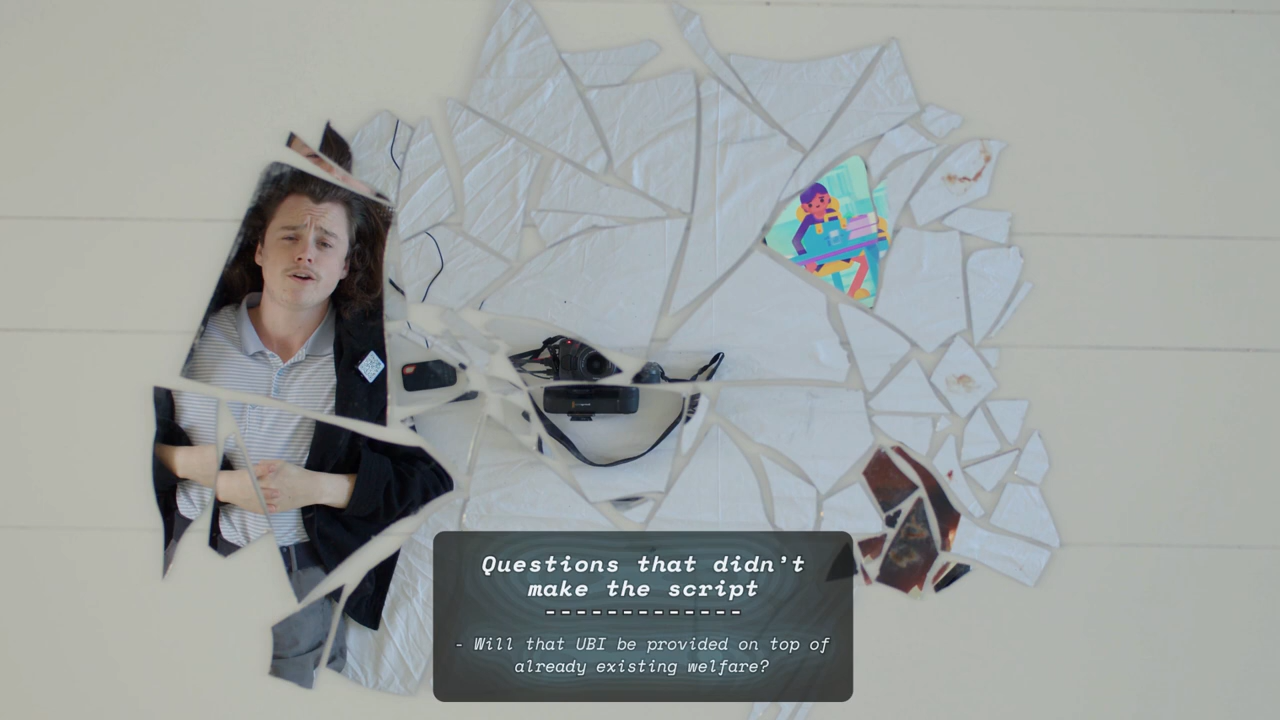 Questions that didn't
make the script
-------------
- Will that UBI be provided on top of
already existing welfare?